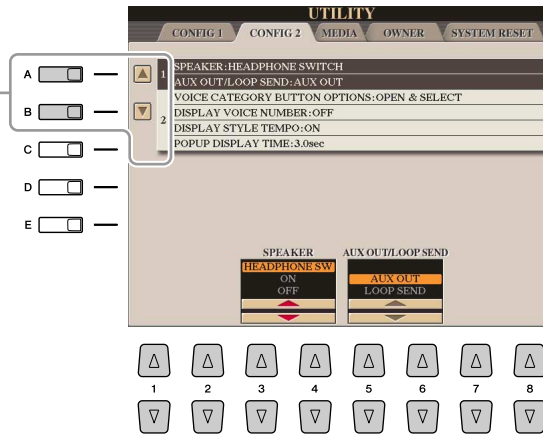 UTILITY
CONFIG 1 CONFIG 2 MEDIA OWNER SYSTEM RESET
A
B
C
D
E
1
SPEAKER:HEADPHONE SWITCH
AUX OUT/LOOP SEND:AUX OUT
2
VOICE CATEGORY BUTTON OPTIONS:OPEN & SELECT
DISPLAY VOICE NUMBER:OFF
DISPLAY STYLE TEMPO:ON
POPUP DISPLAY TIME:3.0sec
SPEAKER
HEADPHONE SW
ON
OFF
AUX OUT/LOOP SEND
AUX OUT
LOOP SEND
1 2 3 4 5 6 7 8